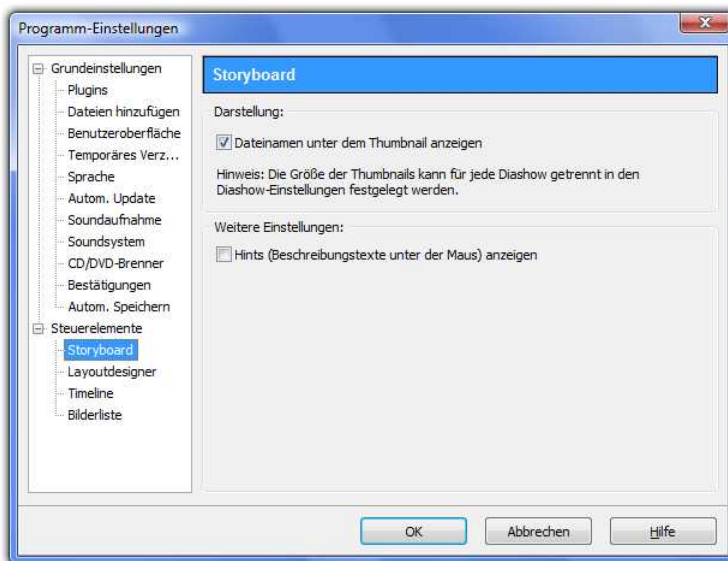 Programm-Einstellungen
Grundeinstellungen
Plugins
Dateien hinzufügen
Benutzeroberfläche
Temporäres Verz...
Sprache
Autom. Update
Soundaufnahme
Soundsystem
CD/DVD-Brenner
Bestätigungen
Autom. Speichern
Steuerelemente
Storyboard
Layoutdesigner
Timeline
Bilderliste
Storyboard
Darstellung:
Dateinamen unter dem Thumbnail anzeigen
Hinweis: Die Größe der Thumbnails kann für jede Diashow getrennt in den
Diashow-Einstellungen festgelegt werden.
Weitere Einstellungen:
Hints (Beschreibungstexte unter der Maus) anzeigen
OK
Abbrechen
Hilfe